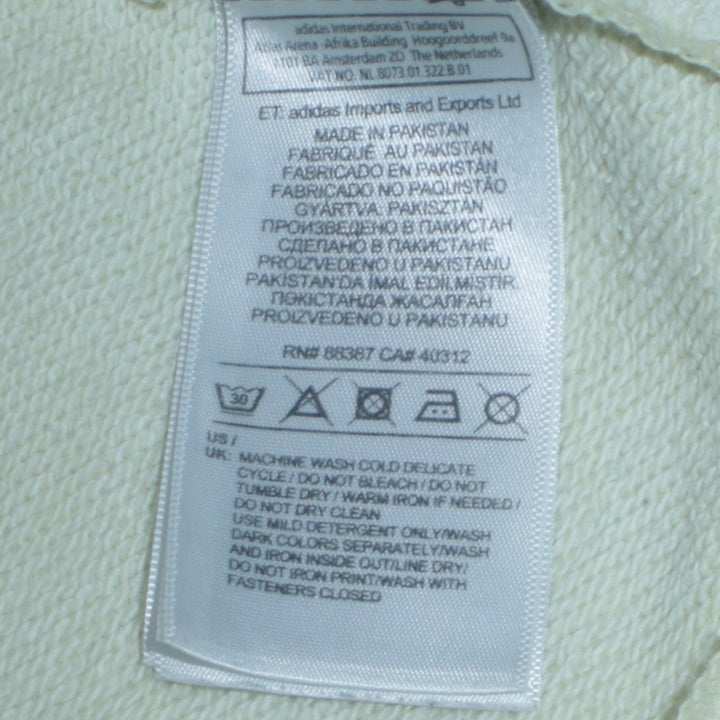 adidas International Trading BV
Atlas Arena -Afrika Building Hoogoorddreef 9a
1101 BA Amsterdam ZO The Netherlands
VAT NO. NL 8073.01.322.B.01
ET: adidas Imports and Exports Ltd
MADE IN PAKISTAN
FABRIQUÉ AU PAKISTAN
FABRICADO EN PAKISTÁN
FABRICADO NO PAQUISTÃO
GYÁRTVA: PAKISZTÁN
ПРОИЗВЕДЕНО В ПАКИСТАН
СДЕЛАНО В ПАКИСТАНЕ
PROIZVEDENO U PAKISTANU
PAKISTAN'DA İMAL EDİLMİŞTİR.
ПӘКІСТАНДА ЖАСАЛҒАН
PROIZVEDENO U PAKISTANU
RN# 88387 CA# 40312
30
US /
UK: MACHINE WASH COLD DELICATE
CYCLE / DO NOT BLEACH / DO NOT
TUMBLE DRY / WARM IRON IF NEEDED /
DO NOT DRY CLEAN
USE MILD DETERGENT ONLY/WASH
DARK COLORS SEPARATELY/WASH
AND IRON INSIDE OUT/LINE DRY/
DO NOT IRON PRINT/WASH WITH
FASTENERS CLOSED